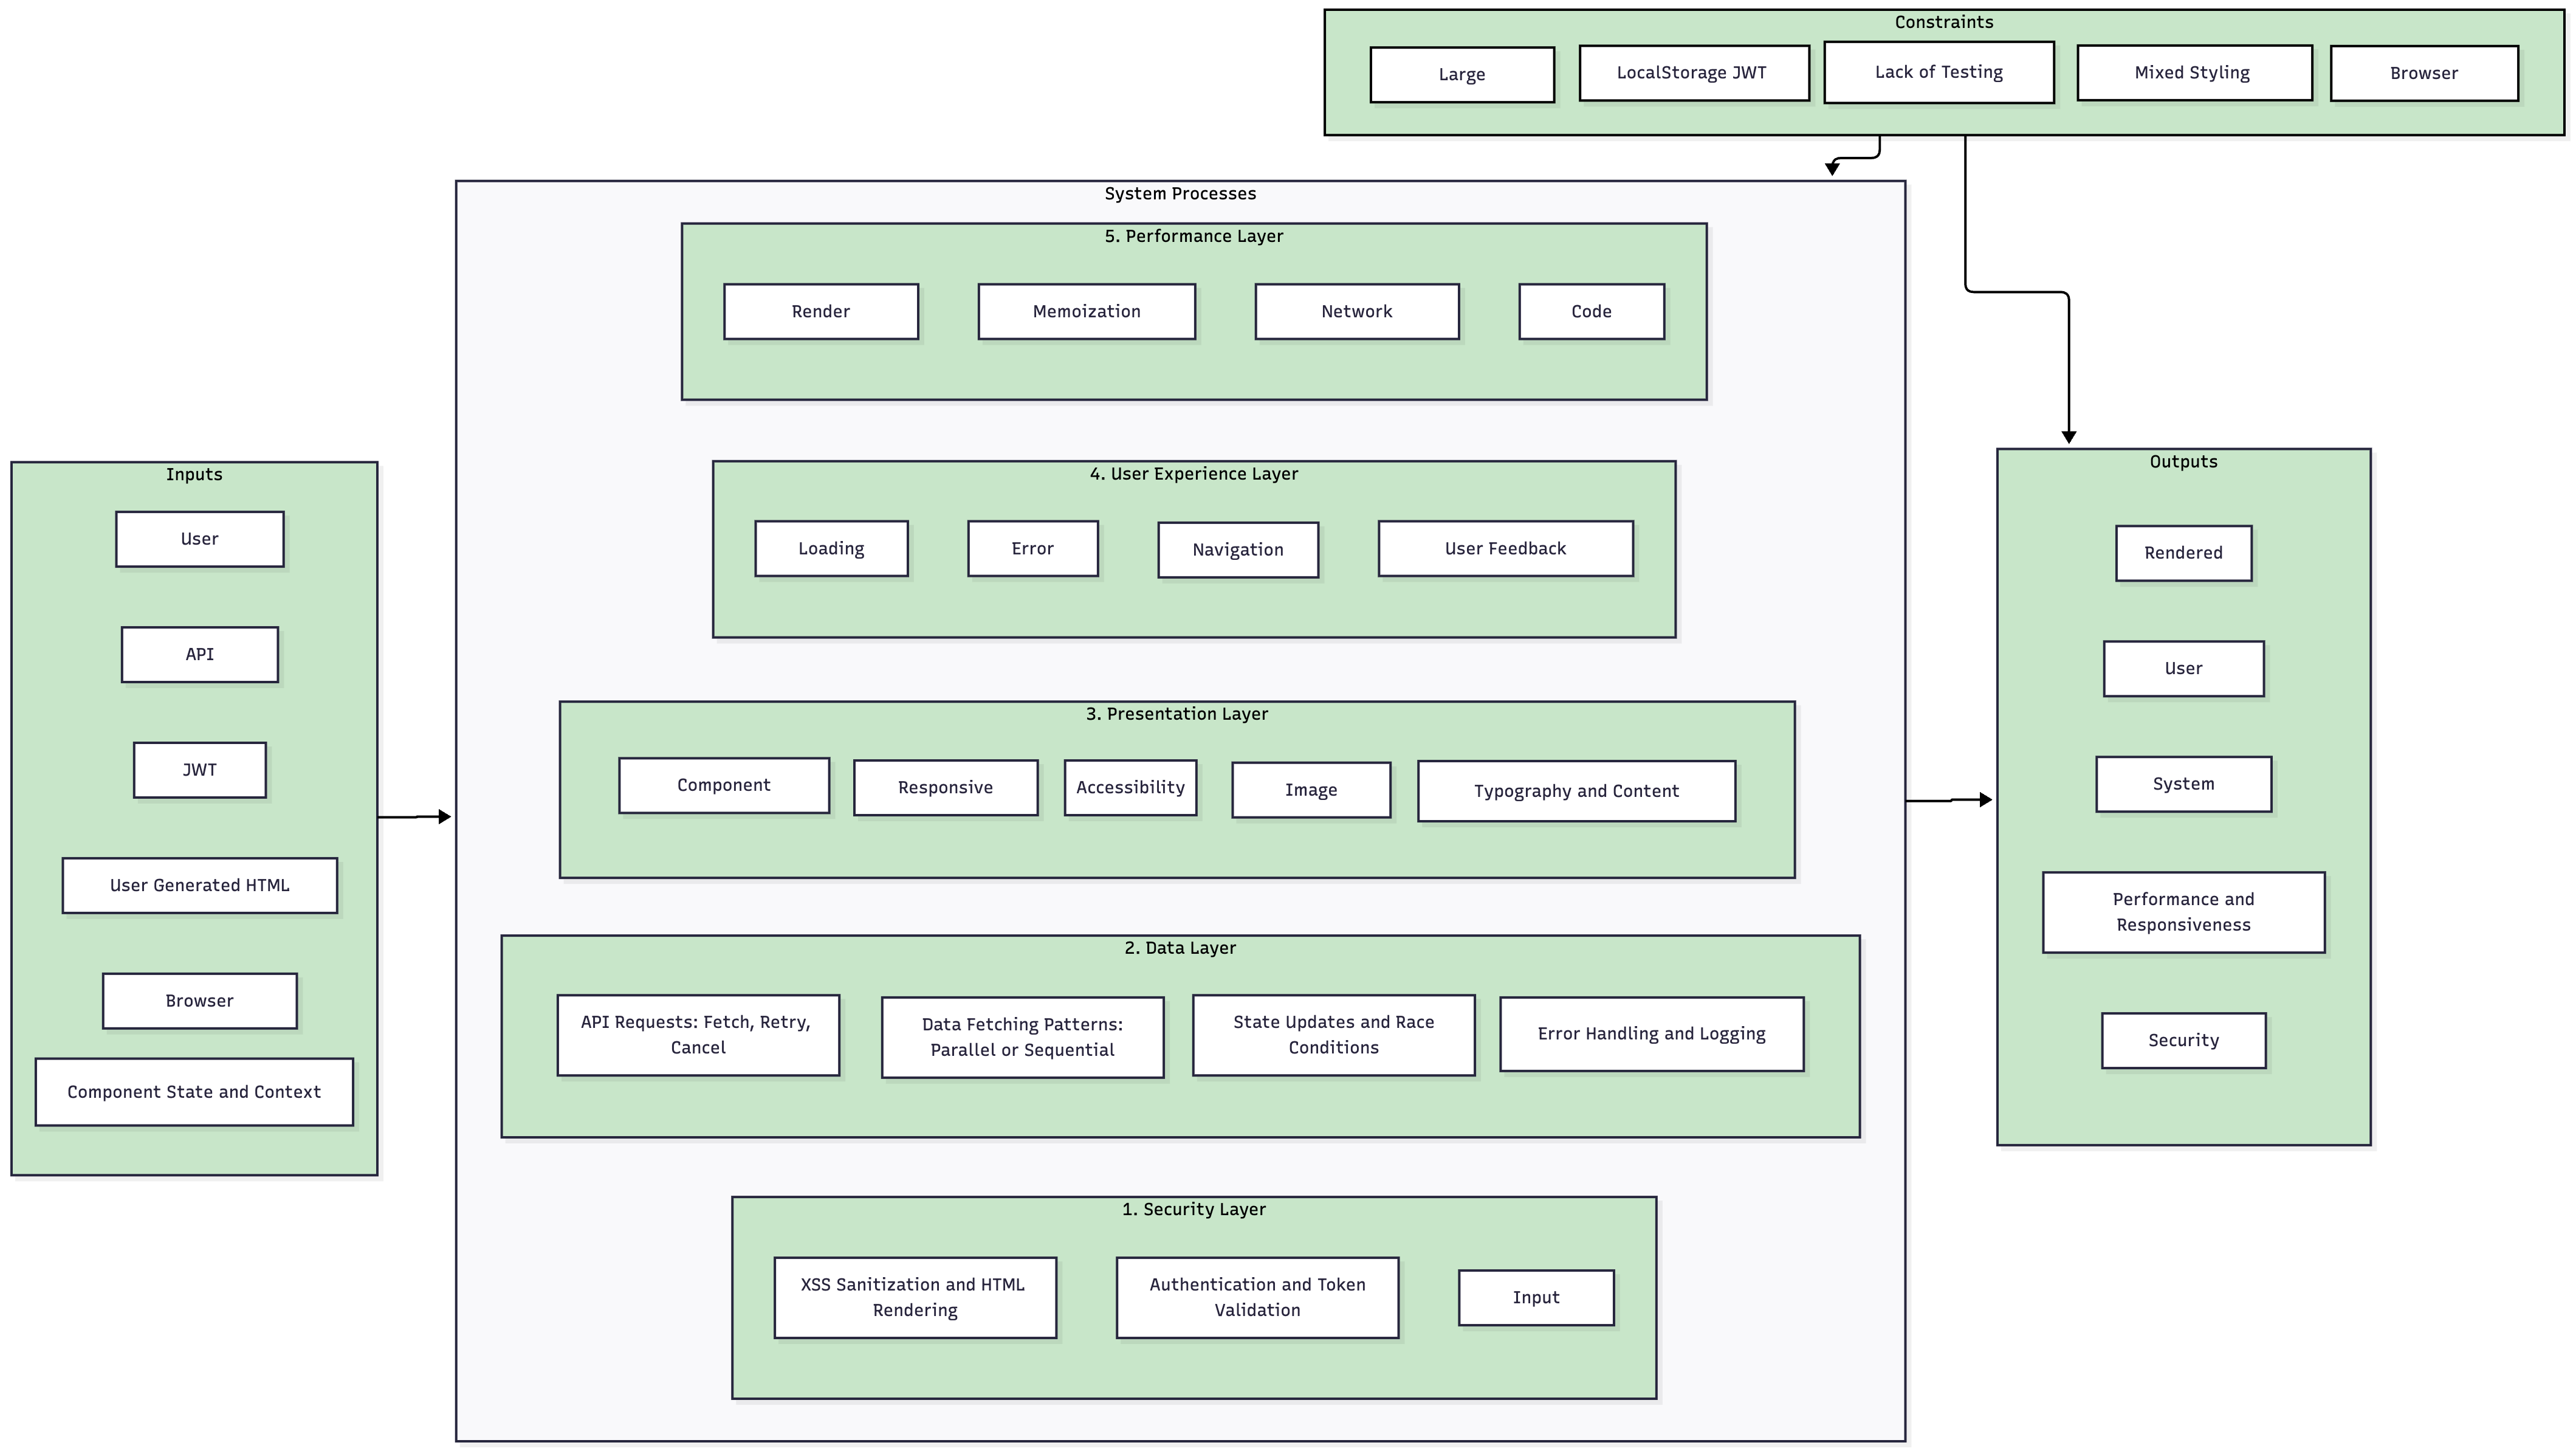 Constraints
Large
LocalStorage JWT
Lack of Testing
Mixed Styling
Browser
System Processes
5. Performance Layer
Render
Memoization
Network
Code
4. User Experience Layer
Loading
Error
Navigation
User Feedback
3. Presentation Layer
Component
Responsive
Accessibility
Image
Typography and Content
2. Data Layer
API Requests: Fetch, Retry,
Cancel
Data Fetching Patterns:
Parallel or Sequential
State Updates and Race
Conditions
Error Handling and Logging
1. Security Layer
XSS Sanitization and HTML
Rendering
Authentication and Token
Validation
Input
Inputs
User
API
JWT
User Generated HTML
Browser
Component State and Context
Outputs
Rendered
User
System
Performance and
Responsiveness
Security